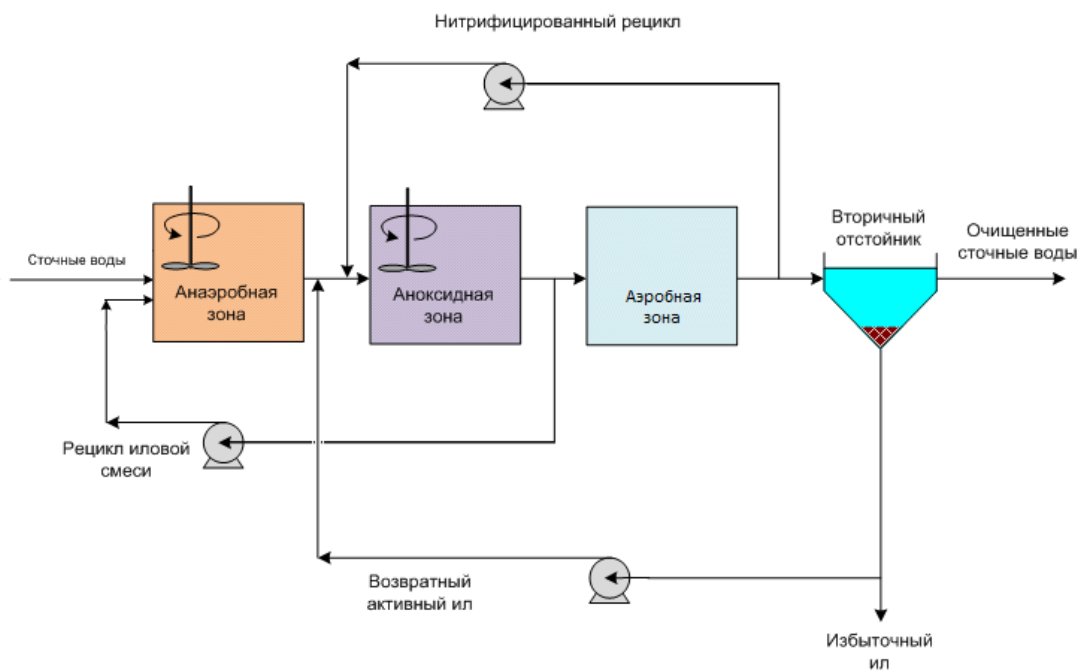 Нитрифицированный рецикл
Вторичный
отстойник
Очищенные
сточные воды
Сточные воды
Анаэробная
зона
Аноксидная
зона
Аэробная
зона
Рецикл иловой
смеси
Возвратный
активный ил
Избыточный
ил